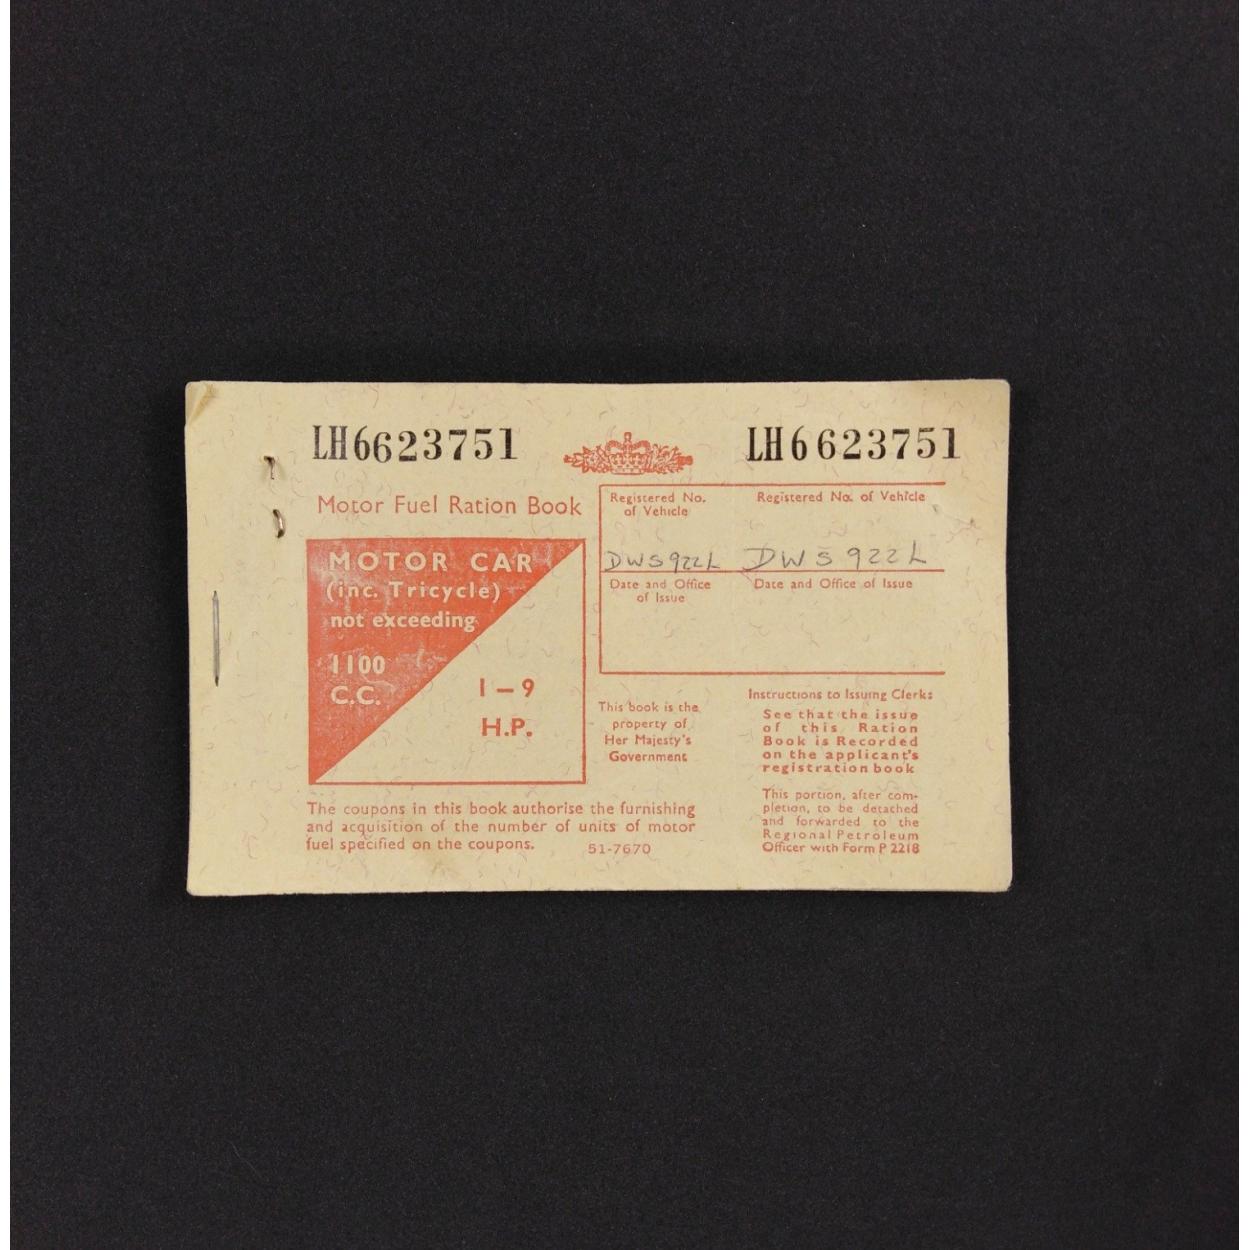 LH6623751
LH6623751
Motor Fuel Ration Book
MOTOR CAR
(inc. Tricycle)
not exceeding
1100
C.C.
1 – 9
H.P.
Registered No.
of Vehicle
Registered No. of Vehicle
DWS922L
DWS 922L
Date and Office
of Issue
Date and Office of Issue
This book is the
property of
Her Majesty's
Government
Instructions to Issuing Clerk:
See that the issue
of this Ration
Book is Recorded
on the applicant's
registration book
The coupons in this book authorise the furnishing
and acquisition of the number of units of motor
fuel specified on the coupons.
51-7670
This portion, after com-
pletion, to be detached
and forwarded to the
Regional Petroleum
Officer with Form P 2218